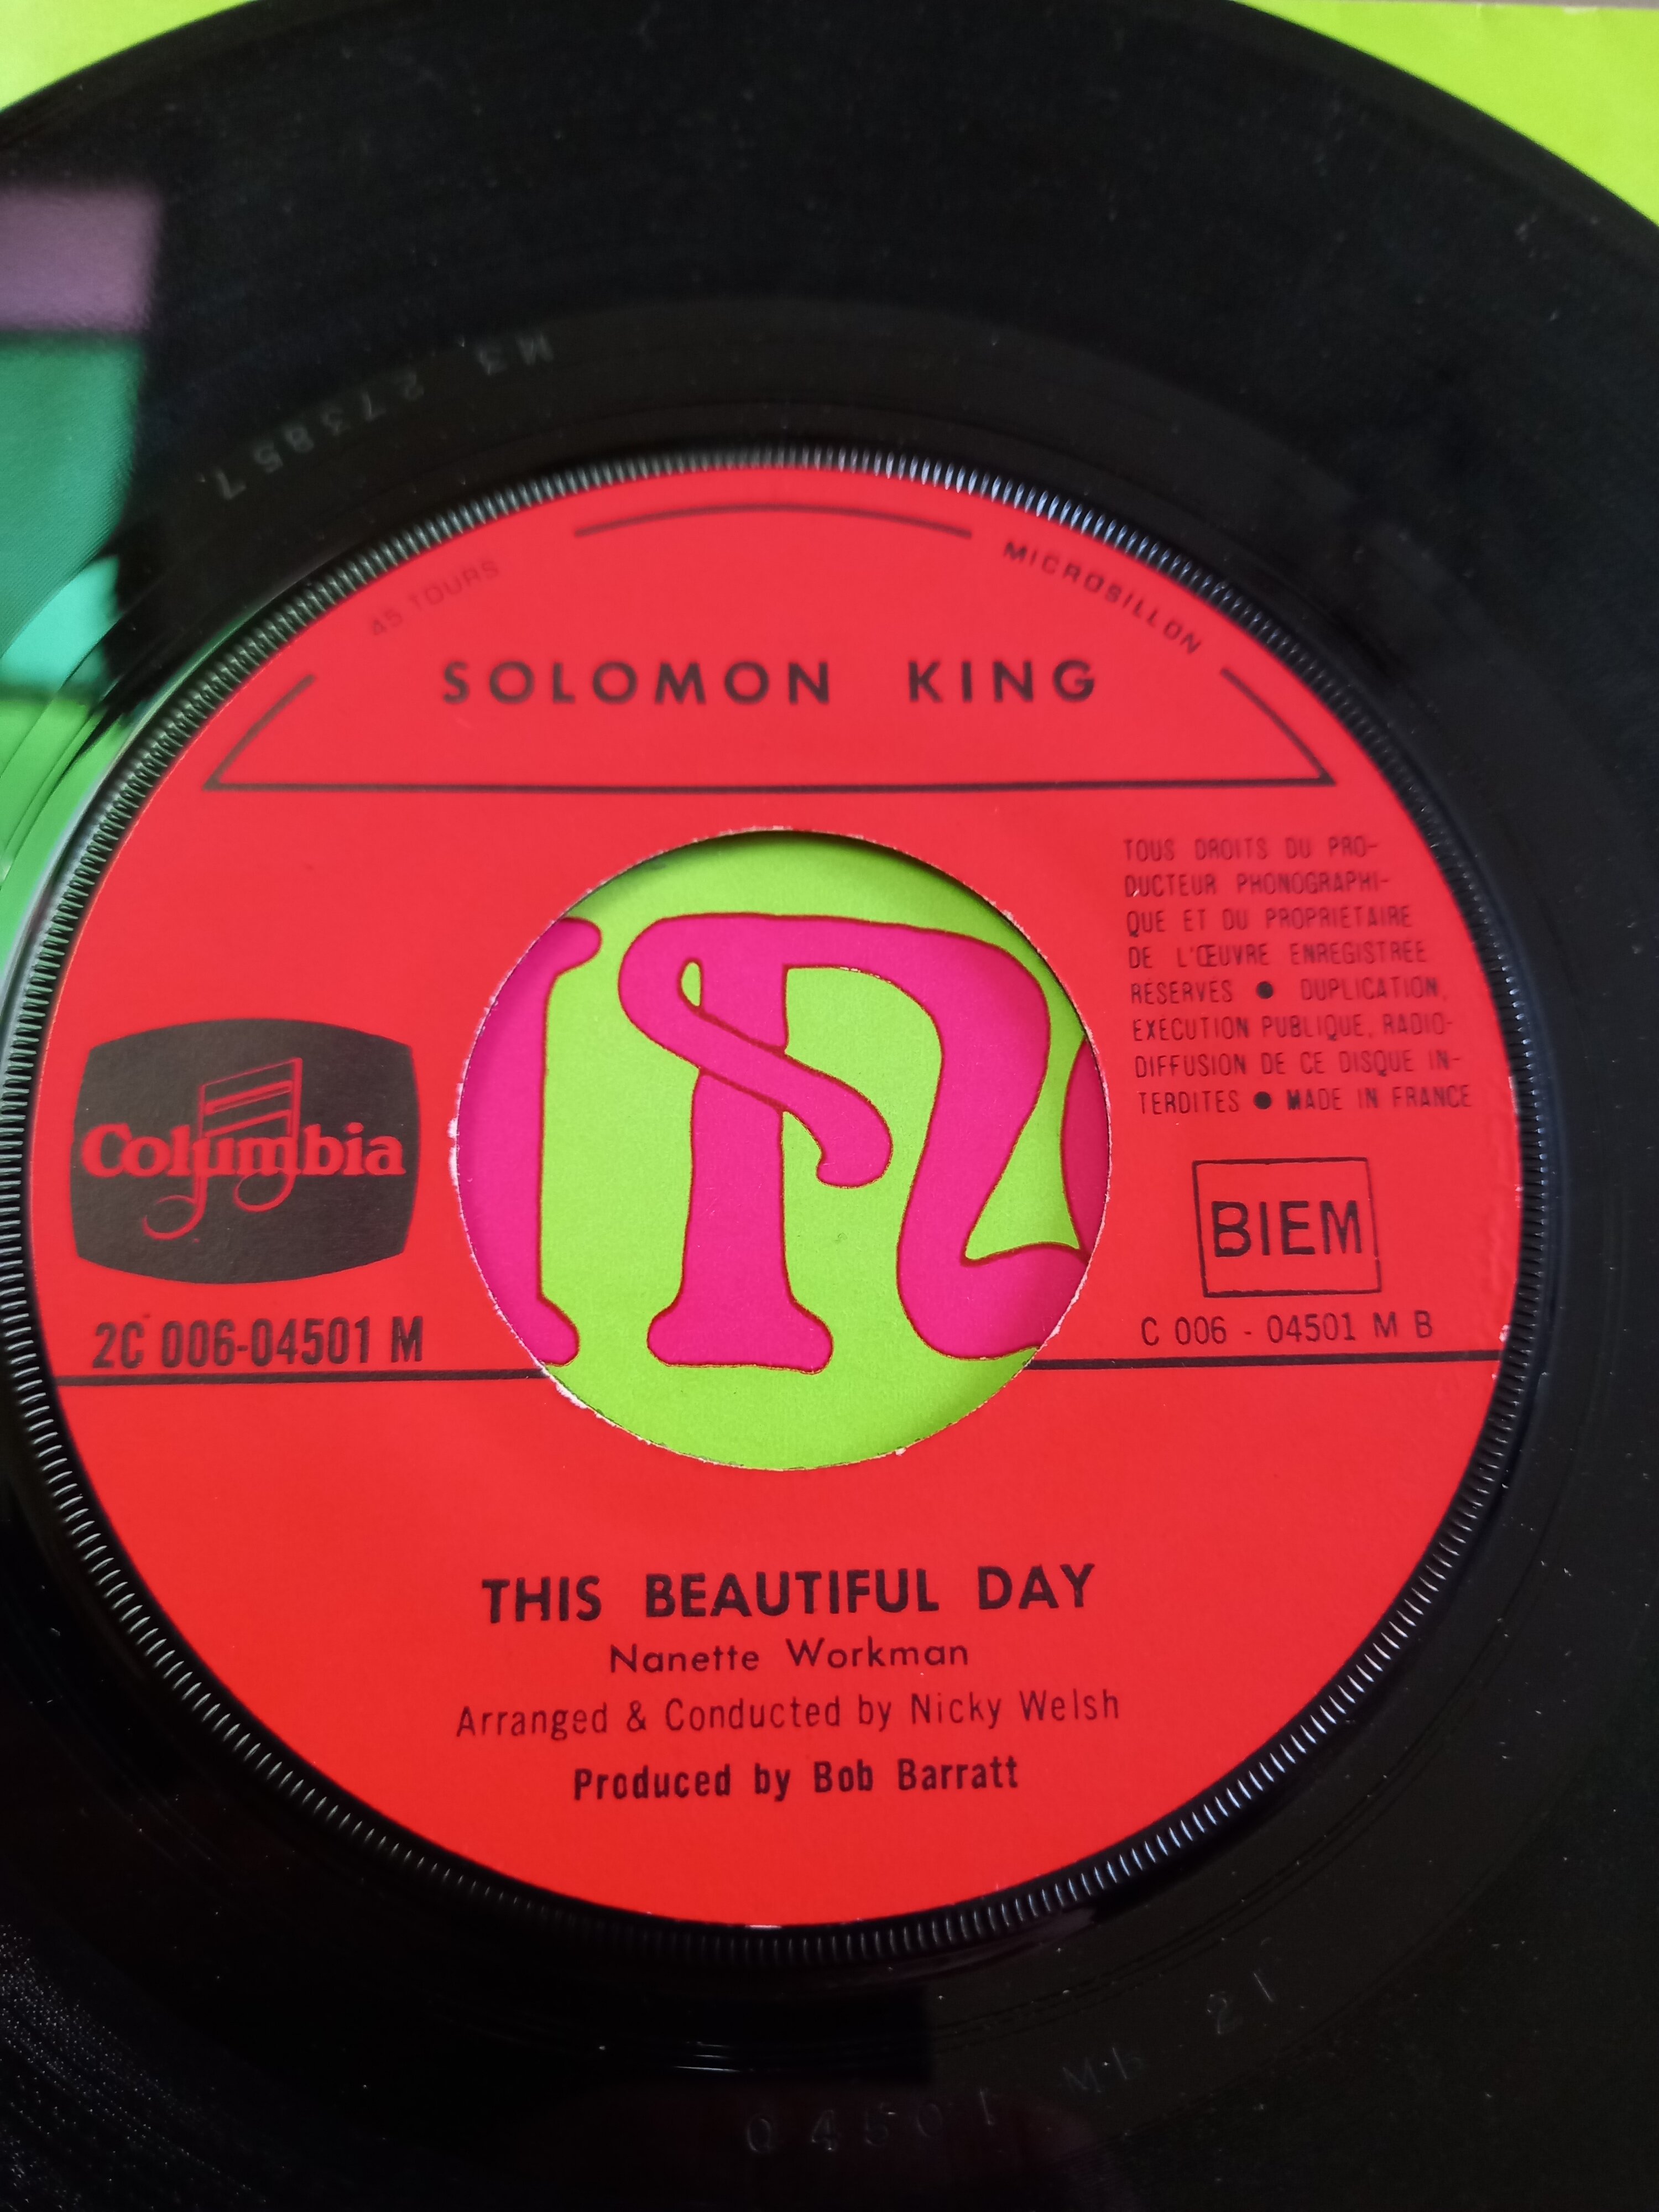 M3 273857.
45 TOURS
MICROSILLON
SOLOMON KING
TOUS DROITS DU PRO-
DUCTEUR PHONOGRAPHI-
QUE ET DU PROPRIETAIRE
DE L'ŒUVRE ENREGISTREE
RESERVES ● DUPLICATION,
EXECUTION PUBLIQUE, RADIO-
DIFFUSION DE CE DISQUE IN-
TERDITES ● MADE IN FRANCE
Columbia
BIEM
2C 006-04501 M
C 006 - 04501 M B
THIS BEAUTIFUL DAY
Nanette Workman
Arranged & Conducted by Nicky Welsh
Produced by Bob Barratt
04501 21